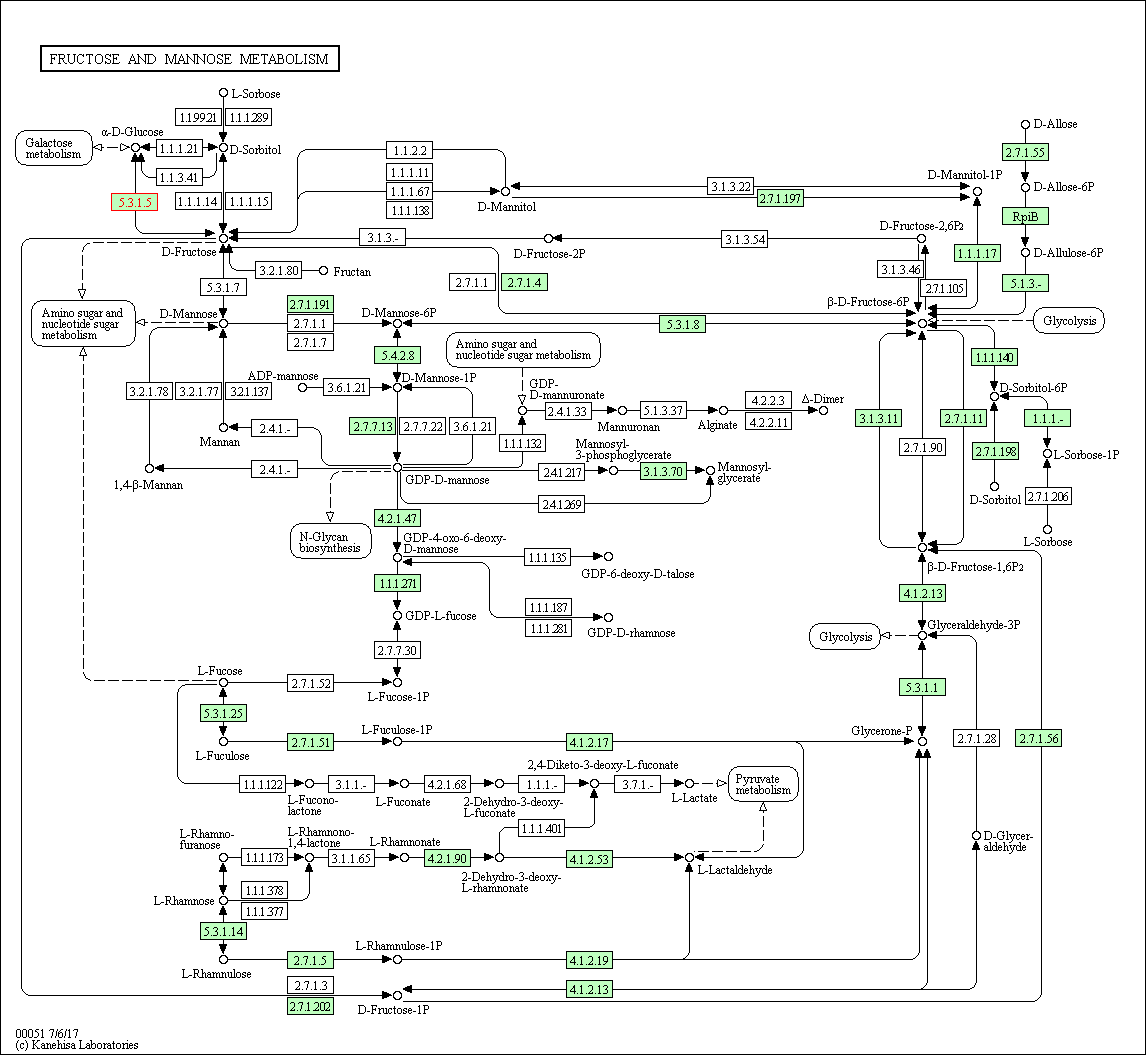 FRUCTOSE AND MANNOSE METABOLISM
L-Sorbose
1.1.99.21
1.1.1.289
α-D-Glucose
Galactose
metabolism
1.1.1.21
D-Sorbitol
1.1.3.41
5.3.1.5
1.1.1.14
1.1.1.15
1.1.2.2
1.1.1.11
1.1.1.67
1.1.1.138
D-Mannitol
3.1.3.22
2.7.1.197
D-Mannitol-1P
D-Allose
2.7.1.55
D-Allose-6P
RpiB
D-Allulose-6P
5.1.3.-
1.1.1.17
D-Fructose
3.1.3.-
D-Fructose-2P
3.1.3.54
D-Fructose-2,6P2
3.1.3.46
2.7.1.105
3.2.1.80
Fructan
5.3.1.7
2.7.1.1
2.7.1.4
β-D-Fructose-6P
Glycolysis
Amino sugar and
nucleotide sugar
metabolism
D-Mannose
2.7.1.191
2.7.1.1
2.7.1.7
D-Mannose-6P
5.3.1.8
Amino sugar and
nucleotide sugar metabolism
5.4.2.8
D-Mannose-1P
ADP-mannose
3.6.1.21
3.2.1.78
3.2.1.77
3.2.1.137
GDP-
D-mannuronate
2.4.1.33
Mannuronan
5.1.3.37
Alginate
4.2.2.3
4.2.2.11
Δ-Dimer
1.1.1.140
D-Sorbitol-6P
3.1.3.11
2.7.1.11
1.1.1.-
2.7.1.90
2.7.1.198
L-Sorbose-1P
D-Sorbitol
2.7.1.206
L-Sorbose
Mannan
2.4.1.-
2.7.7.13
2.7.7.22
3.6.1.21
1.1.1.132
Mannosyl-
3-phosphoglycerate
2.4.1.217
3.1.3.70
Mannosyl-
glycerate
2.4.1.-
1,4-β-Mannan
GDP-D-mannose
2.4.1.269
4.2.1.47
N-Glycan
biosynthesis
GDP-4-oxo-6-deoxy-
D-mannose
1.1.1.135
GDP-6-deoxy-D-talose
β-D-Fructose-1,6P2
1.1.1.271
4.1.2.13
GDP-L-fucose
1.1.1.187
1.1.1.281
GDP-D-rhamnose
Glycolysis
Glyceraldehyde-3P
2.7.7.30
L-Fucose
2.7.1.52
L-Fucose-1P
5.3.1.1
5.3.1.25
L-Fuculose
2.7.1.51
L-Fuculose-1P
4.1.2.17
Glycerone-P
2.7.1.28
2.7.1.56
1.1.1.122
L-Fucono-
lactone
3.1.1.-
L-Fuconate
4.2.1.68
2-Dehydro-3-deoxy-
L-fuconate
1.1.1.-
2,4-Diketo-3-deoxy-L-fuconate
3.7.1.-
L-Lactate
Pyruvate
metabolism
1.1.1.401
L-Rhamno-
furanose
1.1.1.173
L-Rhamnono-
1,4-lactone
3.1.1.65
L-Rhamnonate
4.2.1.90
2-Dehydro-3-deoxy-
L-rhamnonate
4.1.2.53
L-Lactaldehyde
D-Glycer-
aldehyde
1.1.1.378
1.1.1.377
L-Rhamnose
5.3.1.14
L-Rhamnulose
2.7.1.5
L-Rhamnulose-1P
4.1.2.19
2.7.1.3
2.7.1.202
D-Fructose-1P
4.1.2.13
00051 7/6/17
(c) Kanehisa Laboratories